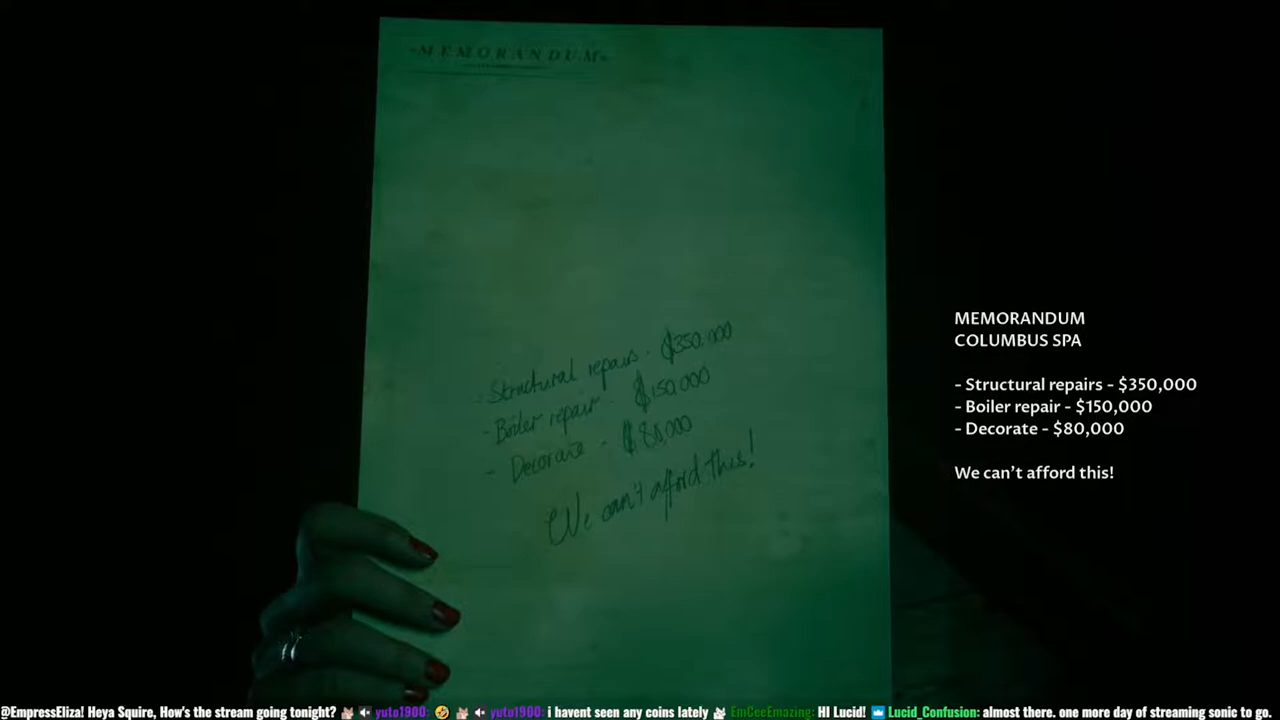 MEMORANDUM
Structural repairs - $350,000
- Boiler repair - $150,000
- Decorate - $80,000
We can't afford this!
MEMORANDUM
COLUMBUS SPA
- Structural repairs - $350,000
- Boiler repair - $150,000
- Decorate - $80,000
We can't afford this!
@EmpressEliza! Heya Squire, How's the stream going tonight? yuto1900: 🤣 yuto1900: i havent seen any coins lately EmCeeEmazing: HI Lucid! Lucid_Confusion: almost there. one more day of streaming sonic to go.